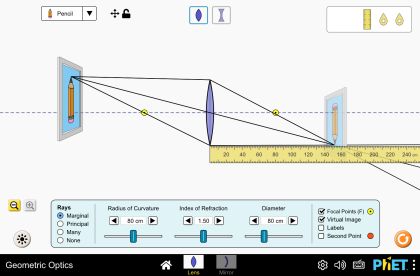 Pencil
20 40 60 80 100 120 140 160 180 200 220 240 cm
Rays
Marginal
Principal
Many
None
Radius of Curvature
80 cm
Index of Refraction
1.50
Diameter
80 cm
Focal Points (F)
Virtual Image
Labels
Second Point
Geometric Optics
Lens
Mirror
PhET